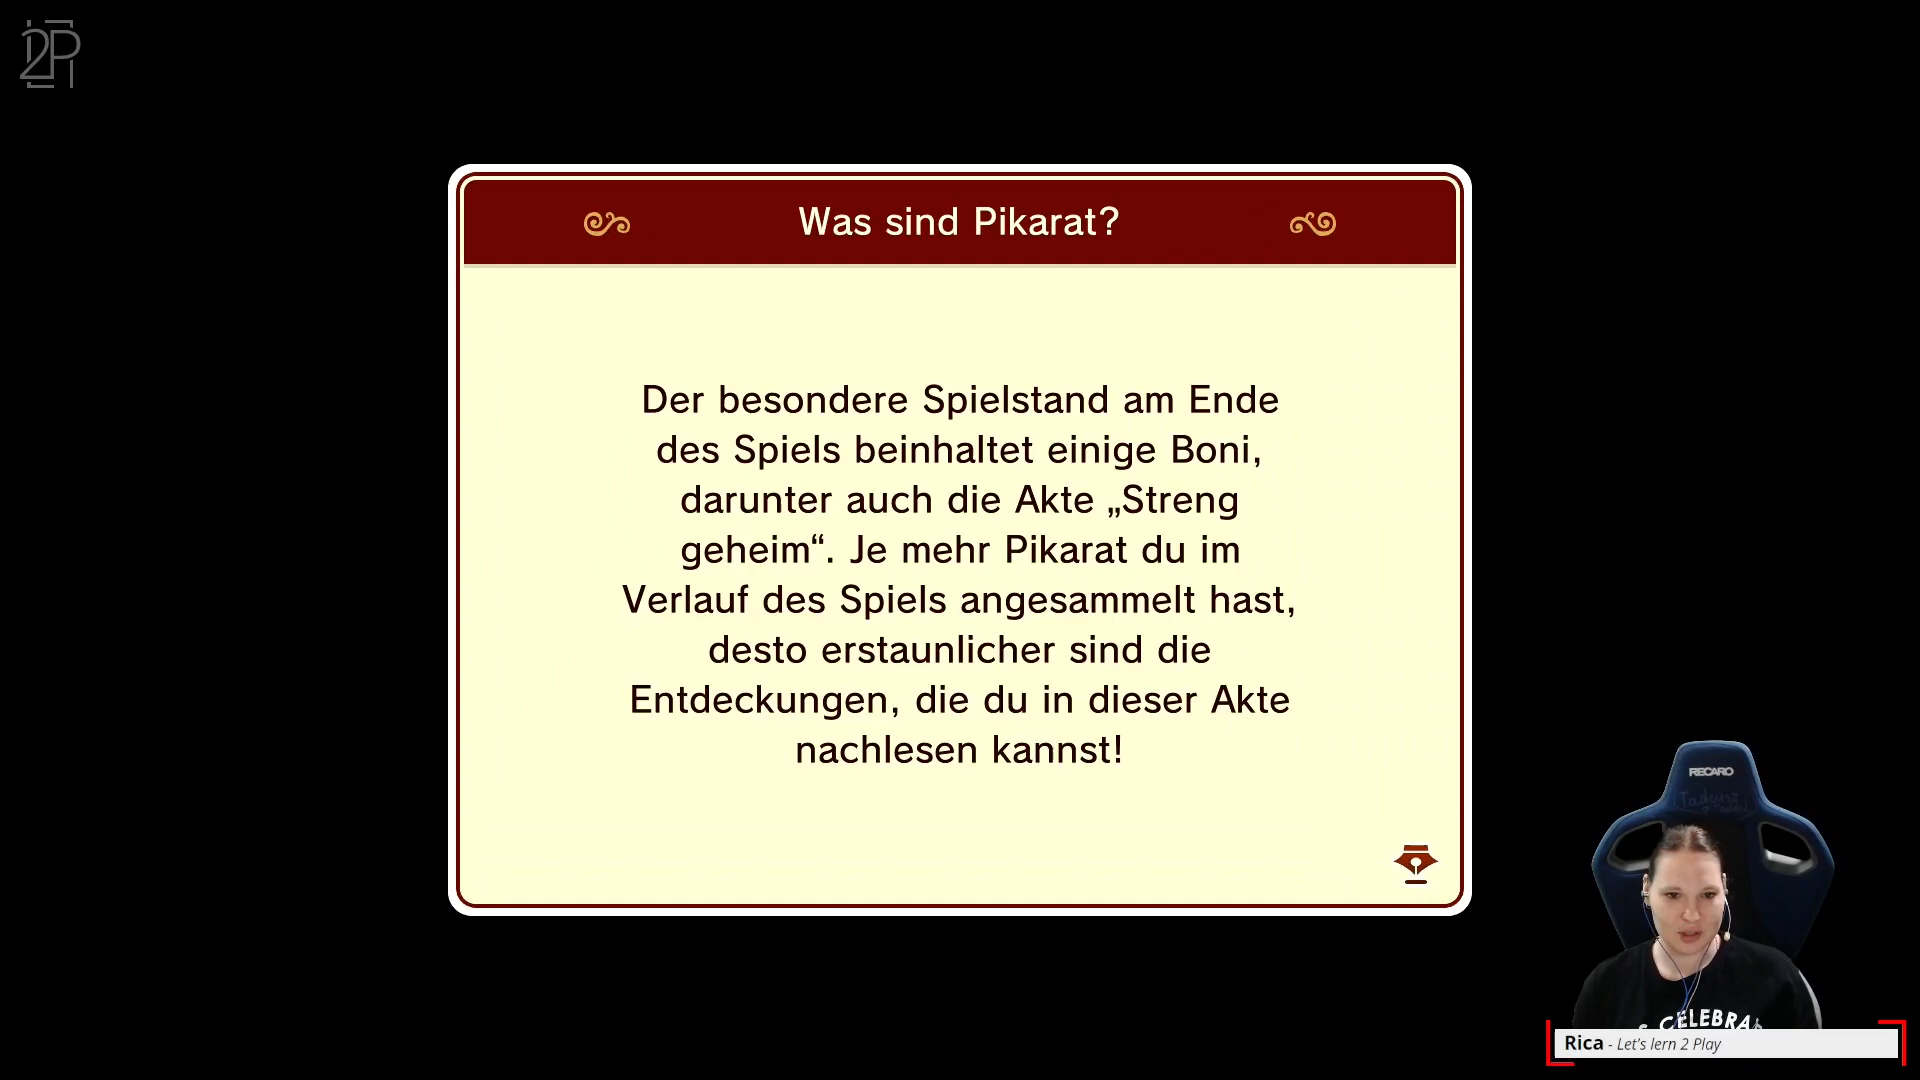 2P
Was sind Pikarat?
Der besondere Spielstand am Ende
des Spiels beinhaltet einige Boni,
darunter auch die Akte „Streng
geheim“. Je mehr Pikarat du im
Verlauf des Spiels angesammelt hast,
desto erstaunlicher sind die
Entdeckungen, die du in dieser Akte
nachlesen kannst!
RECARO
CELEBRA
Rica - Let's lern 2 Play